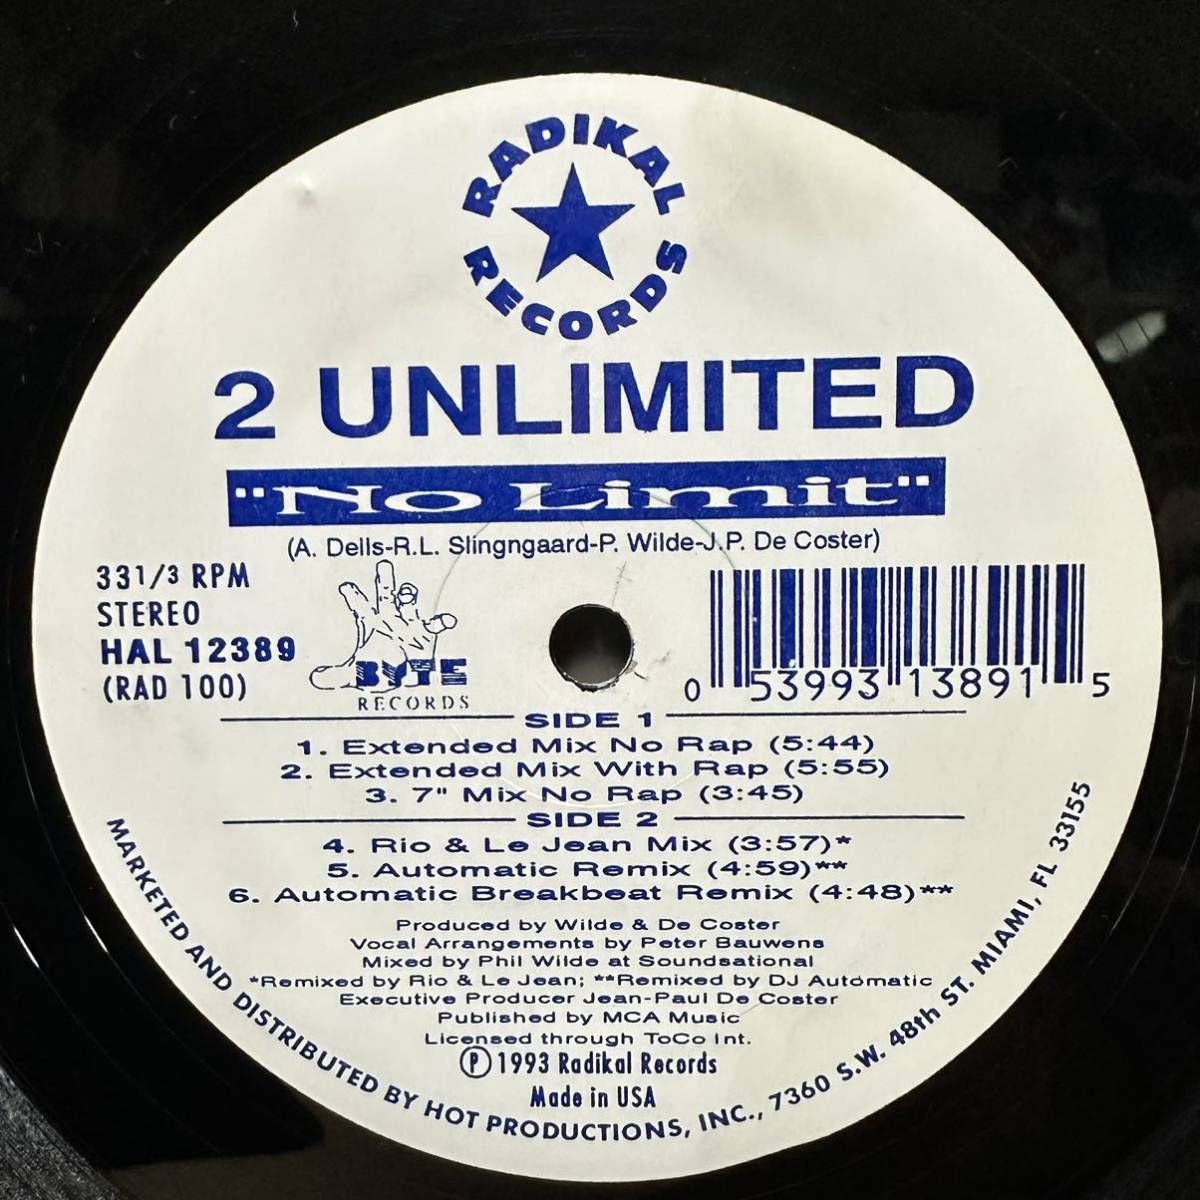 RADIKAL
RECORDS
2 UNLIMITED
"No Limit"
(A. Dells-R.L. Slingngaard-P. Wilde-J.P. De Coster)
33 1/3 RPM
STEREO
HAL 12389
(RAD 100)
BYTE
RECORDS
0 53993 13891 5
SIDE 1
1. Extended Mix No Rap (5:44)
2. Extended Mix With Rap (5:55)
3. 7" Mix No Rap (3:45)
SIDE 2
4. Rio & Le Jean Mix (3:57)*
5. Automatic Remix (4:59)**
6. Automatic Breakbeat Remix (4:48)**
Produced by Wilde & De Coster
Vocal Arrangements by Peter Bauwens
Mixed by Phil Wilde at Soundsational
*Remixed by Rio & Le Jean; **Remixed by DJ Automatic
Executive Producer Jean-Paul De Coster
Published by MCA Music
Licensed through ToCo Int.
Ⓟ 1993 Radikal Records
Made in USA
MARKETED AND DISTRIBUTED BY HOT PRODUCTIONS, INC., 7360 S.W. 48th ST. MIAMI, FL 33155